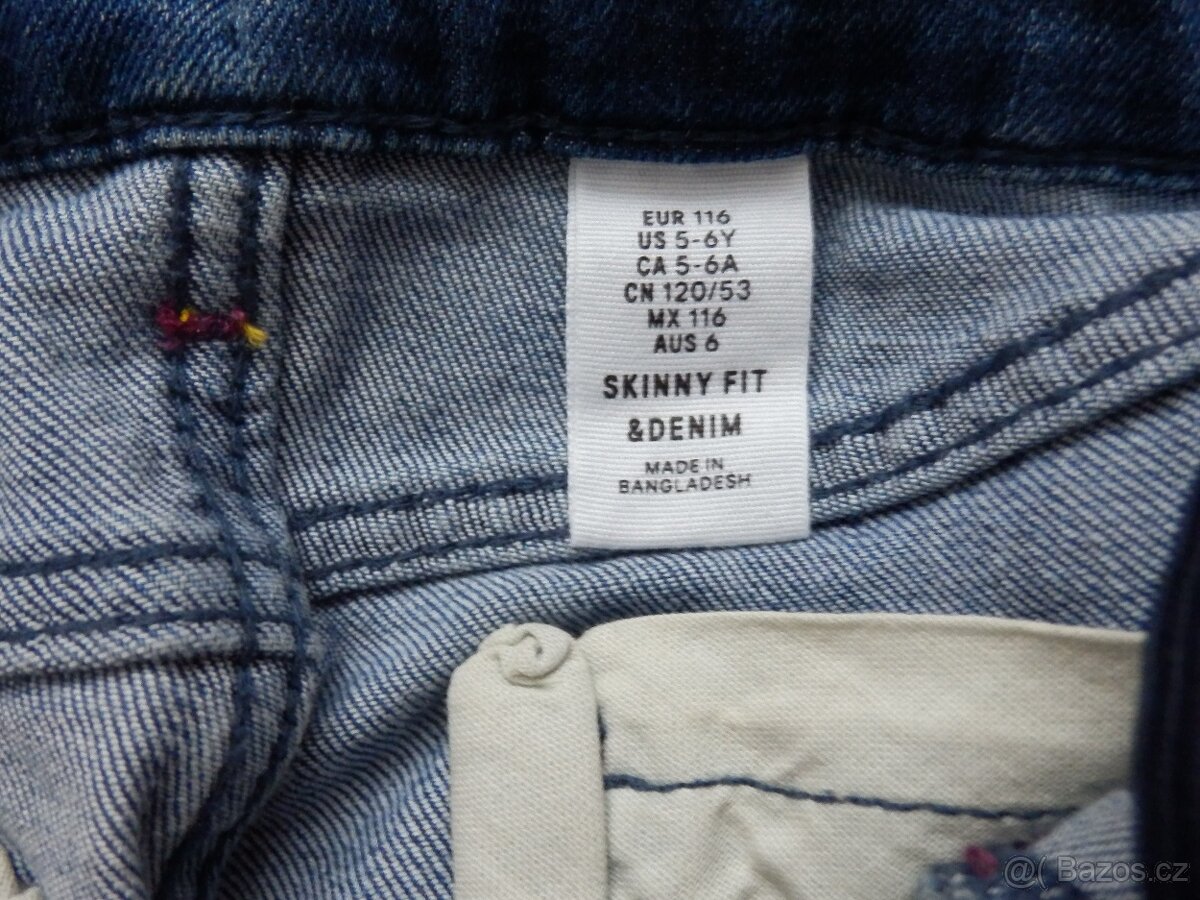 EUR 116
US 5-6Y
CA 5-6A
CN 120/53
MX 116
AUS 6
SKINNY FIT
&DENIM
MADE IN
BANGLADESH
@( Bazos.cz